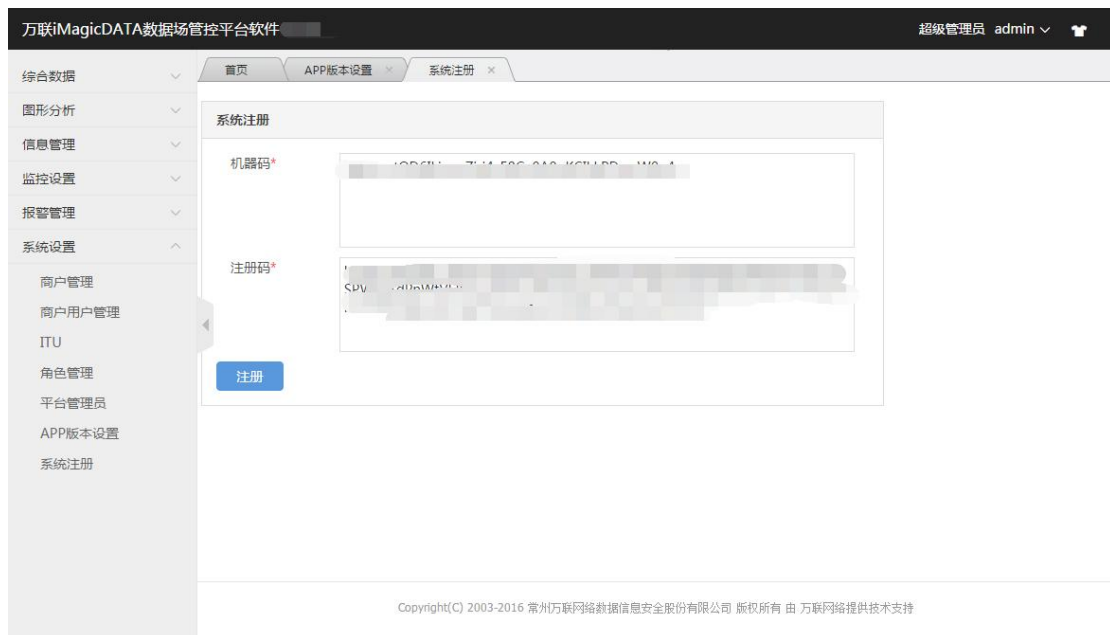 万联iMagicDATA数据场管控平台软件
超级管理员 admin
综合数据
图形分析
信息管理
监控设置
报警管理
系统设置
商户管理
商户用户管理
ITU
角色管理
平台管理员
APP版本设置
系统注册
首页 APP版本设置 系统注册
系统注册
机器码*
注册码*
注册
Copyright(C) 2003-2016 常州万联网络数据信息安全股份有限公司 版权所有 由 万联网络提供技术支持